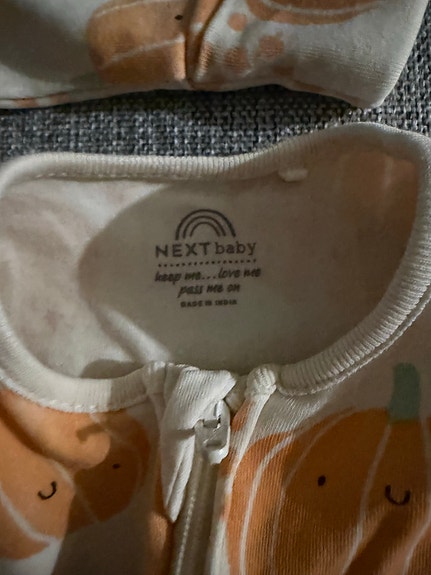 NEXT baby
keep me...love me
pass me on
MADE IN INDIA